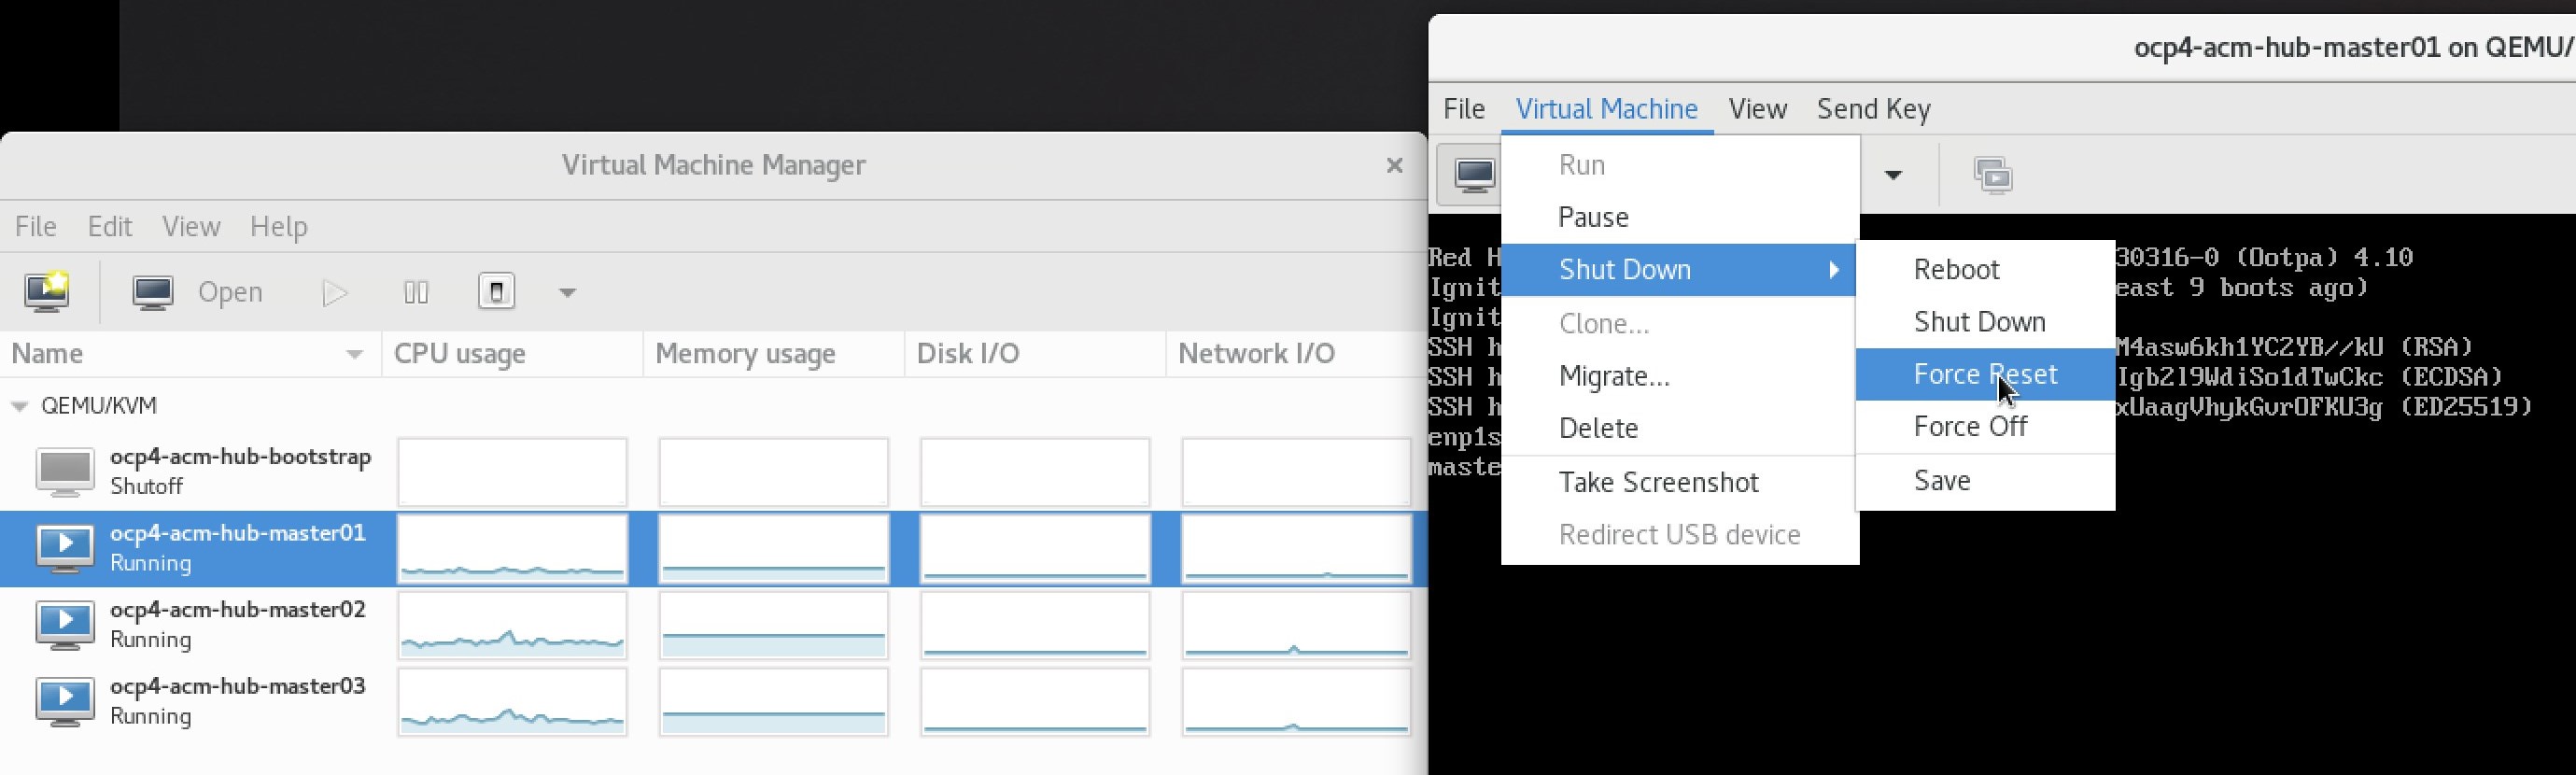 Virtual Machine Manager
File Edit View Help
Open
Name CPU usage Memory usage Disk I/O Network I/O
QEMU/KVM
ocp4-acm-hub-bootstrap
Shutoff
ocp4-acm-hub-master01
Running
ocp4-acm-hub-master02
Running
ocp4-acm-hub-master03
Running
ocp4-acm-hub-master01 on QEMU/
File Virtual Machine View Send Key
Run
Pause
Shut Down
Clone...
Migrate...
Delete
Take Screenshot
Redirect USB device
Reboot
Shut Down
Force Reset
Force Off
Save
Red H
Ignit
Ignit
SSH h
SSH h
SSH h
enp1s
maste
30316-0 (Ootpa) 4.10
east 9 boots ago)
M4asw6kh1YC2YB//kU (RSA)
Igb2l9WdiSo1dTwCkc (ECDSA)
xUaagVhykGvrOFKU3g (ED25519)